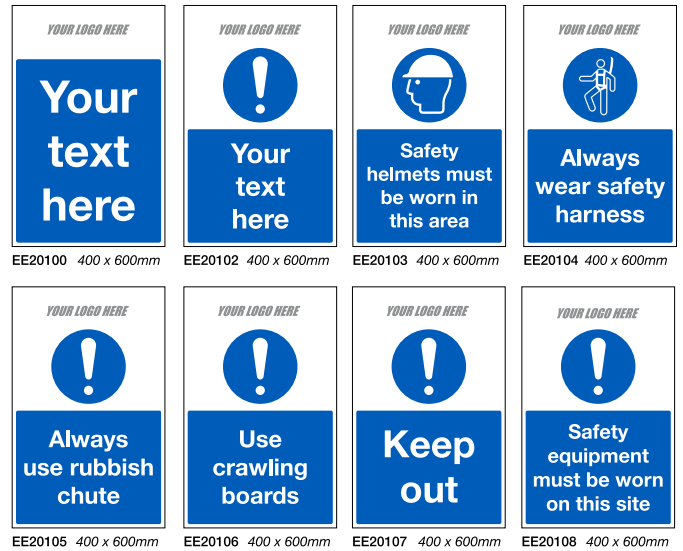 YOUR LOGO HERE
Your
text
here
EE20100 400 x 600mm
YOUR LOGO HERE
Your
text
here
EE20102 400 x 600mm
YOUR LOGO HERE
Safety
helmets must
be worn in
this area
EE20103 400 x 600mm
YOUR LOGO HERE
Always
wear safety
harness
EE20104 400 x 600mm
YOUR LOGO HERE
Always
use rubbish
chute
EE20105 400 x 600mm
YOUR LOGO HERE
Use
crawling
boards
EE20106 400 x 600mm
YOUR LOGO HERE
Keep
out
EE20107 400 x 600mm
YOUR LOGO HERE
Safety
equipment
must be worn
on this site
EE20108 400 x 600mm